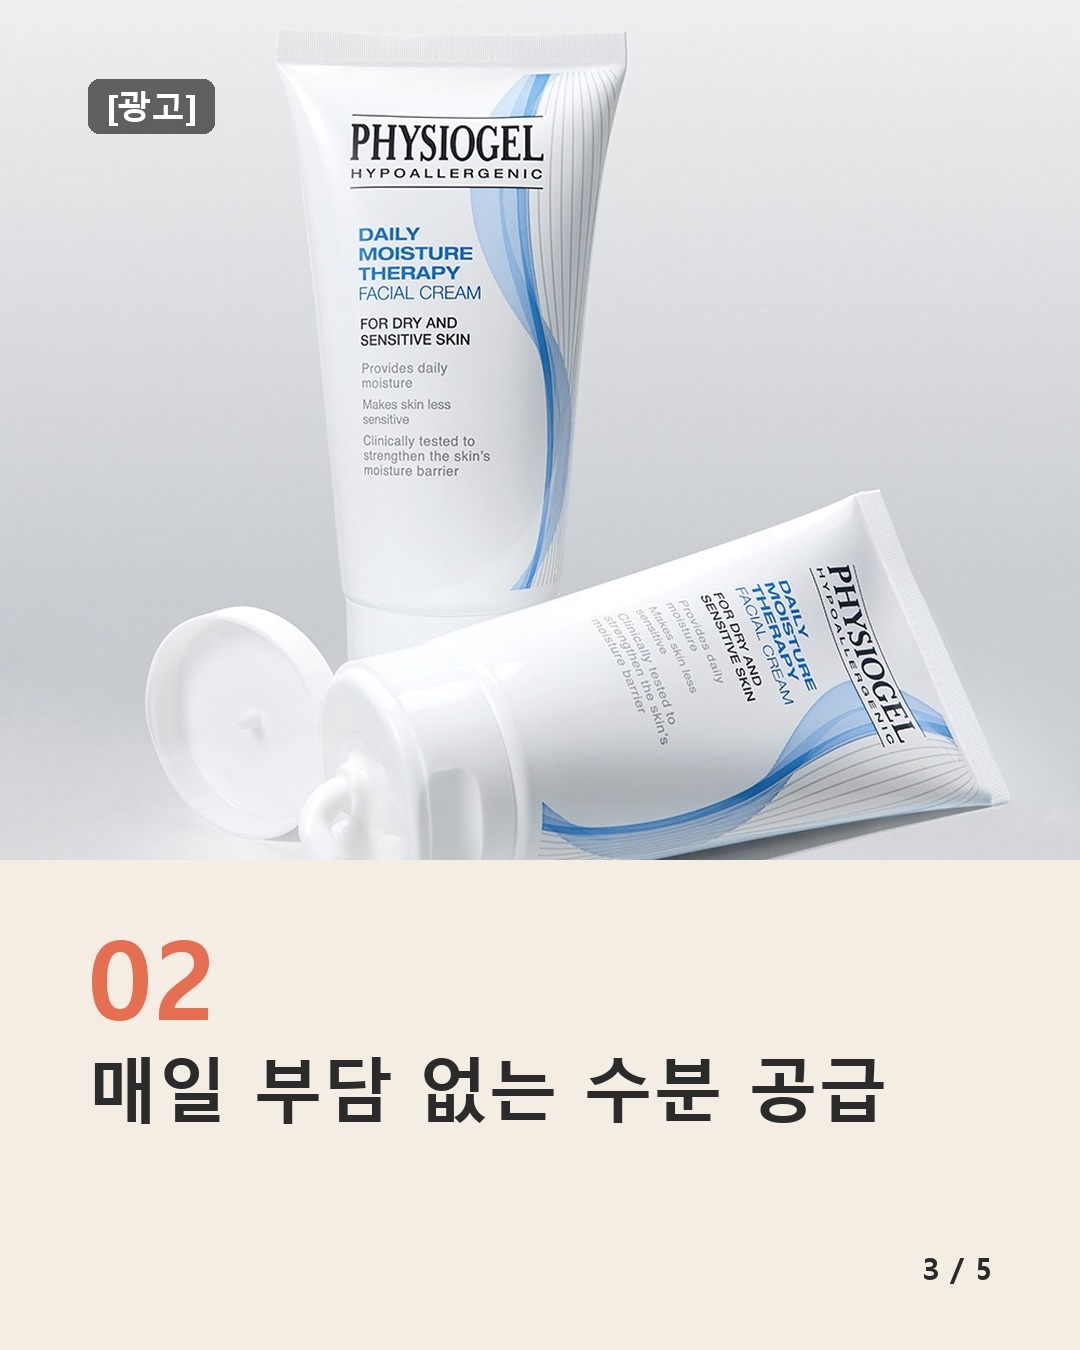 [광고]
PHYSIOGEL
HYPOALLERGENIC
DAILY
MOISTURE
THERAPY
FACIAL CREAM
FOR DRY AND
SENSITIVE SKIN
Provides daily
moisture
Makes skin less
sensitive
Clinically tested to
strengthen the skin's
moisture barrier
PHYSIOGEL
HYPOALLERGENIC
DAILY
MOISTURE
THERAPY
FACIAL CREAM
FOR DRY AND
SENSITIVE SKIN
Provides daily
moisture
Makes skin less
sensitive
Clinically tested to
strengthen the skin's
moisture barrier
02
매일 부담 없는 수분 공급
3 / 5